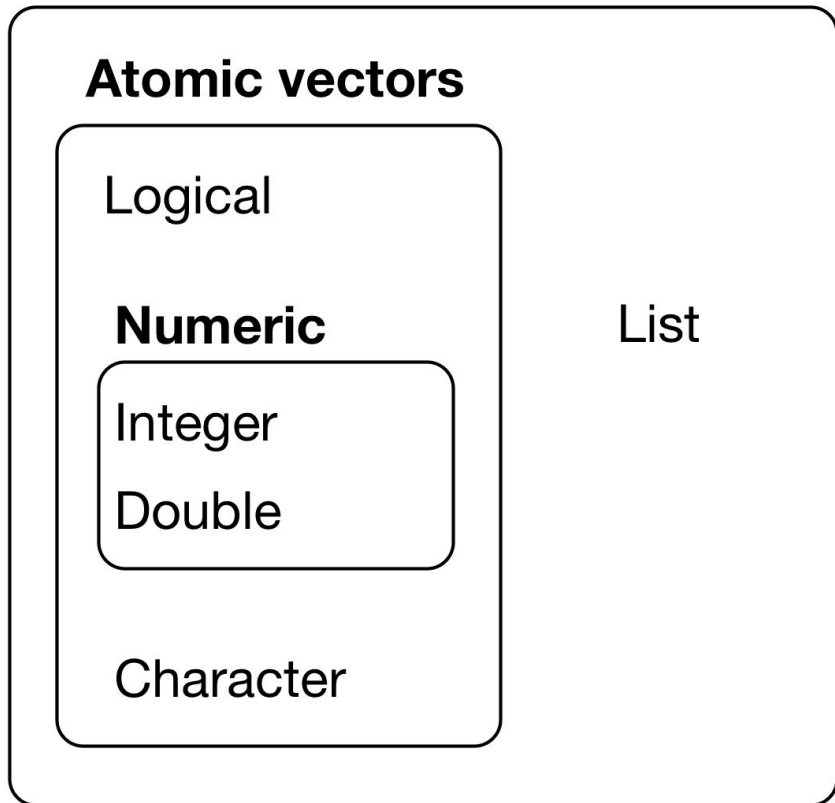 Atomic vectors
Logical
Numeric
List
Integer
Double
Character